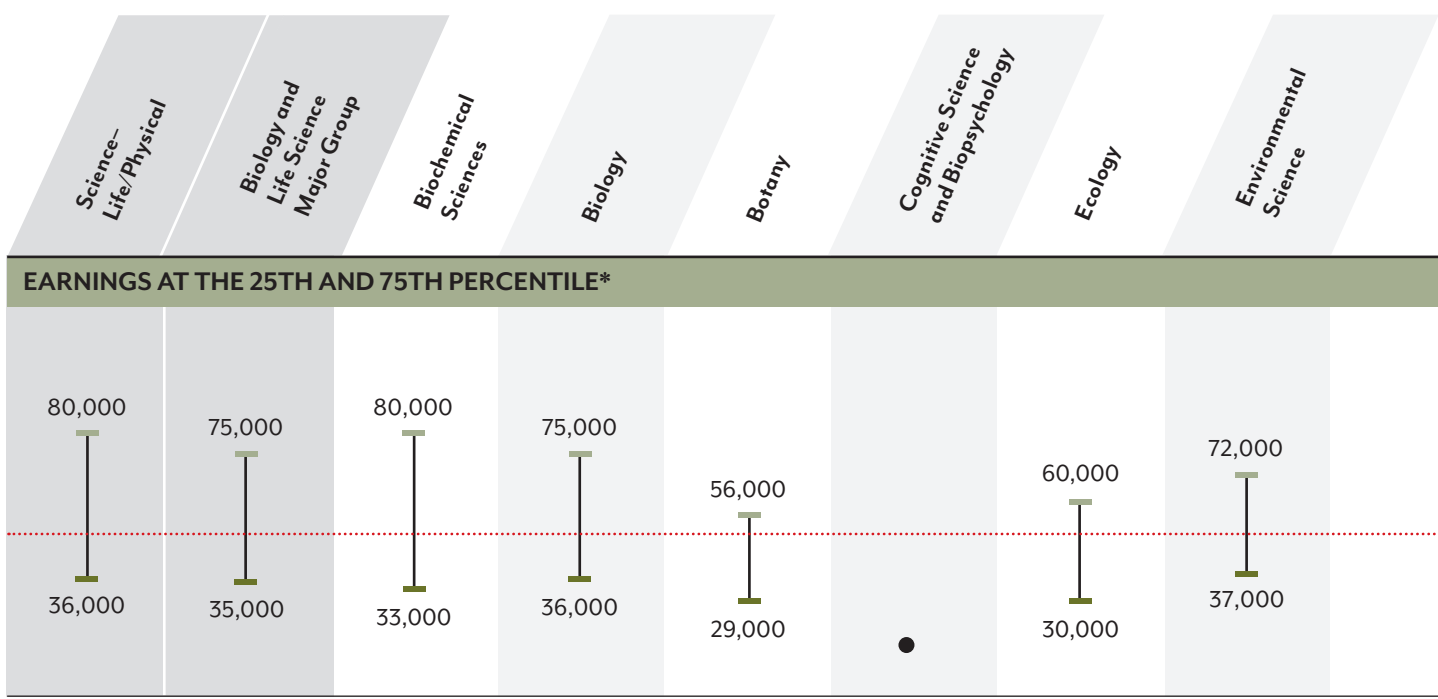 Science–
Life/Physical
Biology and
Life Science
Major Group
Biochemical
Sciences
Biology
Botany
Cognitive Science
and Biopsychology
Ecology
Environmental
Science
EARNINGS AT THE 25TH AND 75TH PERCENTILE*
80,000
75,000
80,000
75,000
56,000
60,000
72,000
36,000
35,000
33,000
36,000
29,000
30,000
37,000